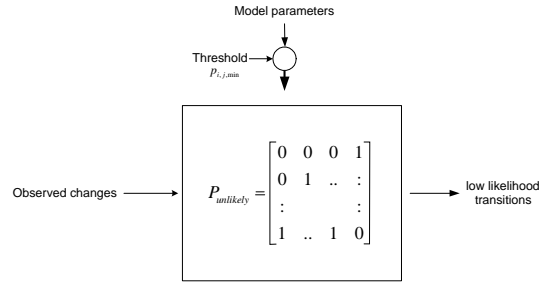 Model parameters
Threshold
p_{i,j,min}
Observed changes
P_{unlikely} =
0 0 0 1
0 1 .. :
: :
1 .. 1 0
low likelihood
transitions